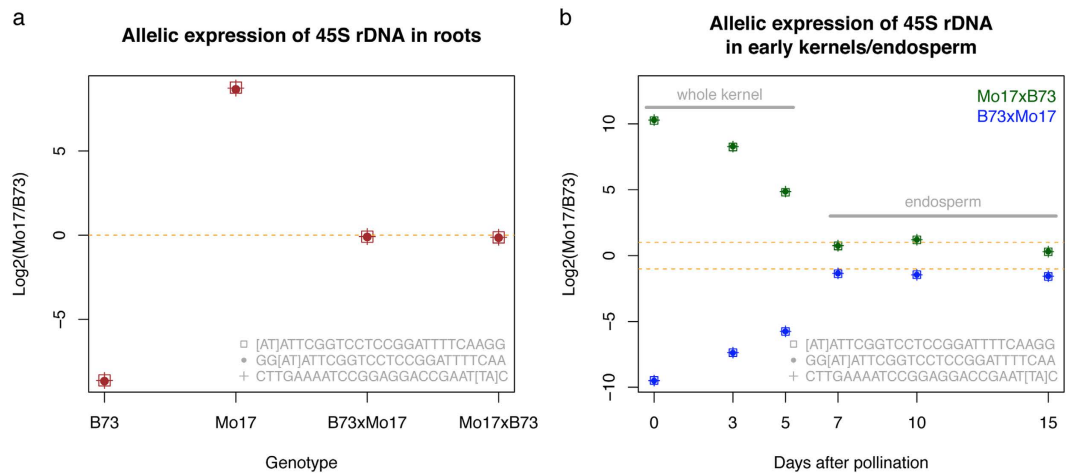 a
Allelic expression of 45S rDNA in roots
Log2(Mo17/B73)
5
0
−5
[AT]ATTCGGTCCTCCGGATTTTCAAGG
GG[AT]ATTCGGTCCTCCGGATTTTCAA
CTTGAAAATCCGGAGGACCGAAT[TA]C
B73
Mo17
B73xMo17
Mo17xB73
Genotype
b
Allelic expression of 45S rDNA
in early kernels/endosperm
Log2(Mo17/B73)
10
5
0
−5
−10
whole kernel
Mo17xB73
B73xMo17
endosperm
[AT]ATTCGGTCCTCCGGATTTTCAAGG
GG[AT]ATTCGGTCCTCCGGATTTTCAA
CTTGAAAATCCGGAGGACCGAAT[TA]C
0
3
5
7
10
15
Days after pollination